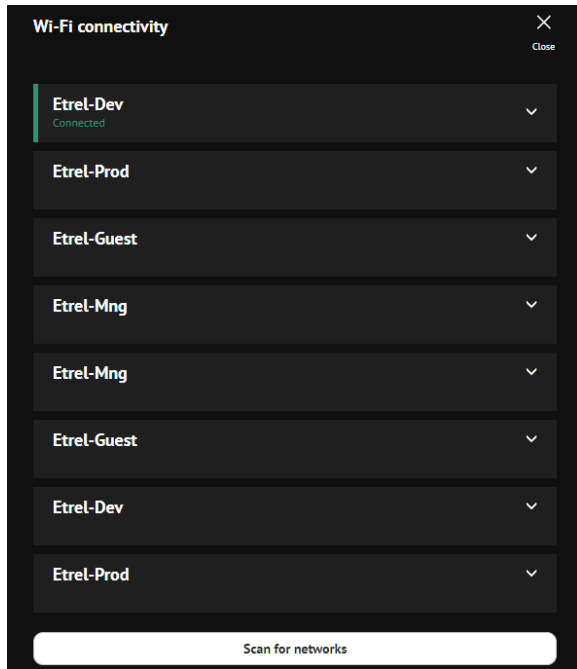 Wi-Fi connectivity
Close
Etrel-Dev
Connected
Etrel-Prod
Etrel-Guest
Etrel-Mng
Etrel-Mng
Etrel-Guest
Etrel-Dev
Etrel-Prod
Scan for networks